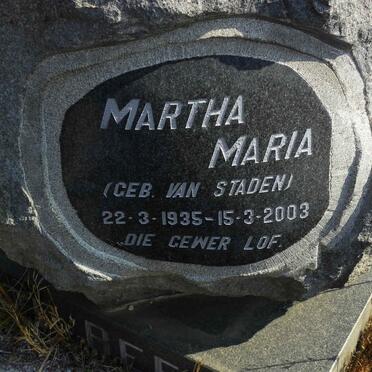 MARTHA
MARIA
(GEB. VAN STADEN)
22-3-1935-15-3-2003
DIE GEWER LOF.